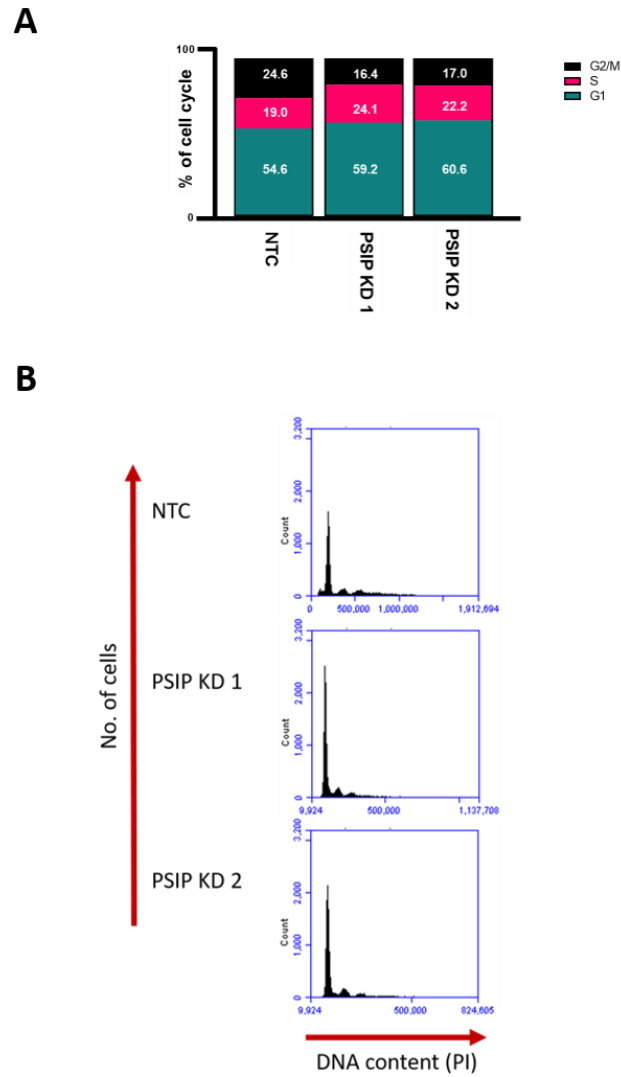 A
100
% of cell cycle
0
24.6
16.4
17.0
19.0
24.1
22.2
54.6
59.2
60.6
NTC
PSIP KD 1
PSIP KD 2
G2/M
S
G1
B
No. of cells
NTC
3,200
2,000
1,000
0
Count
0 500,000 1,000,000 1,912,694
PSIP KD 1
3,200
2,000
1,000
0
Count
9,924 500,000 1,137,708
PSIP KD 2
3,200
2,000
1,000
0
Count
9,924 500,000 824,605
DNA content (PI)